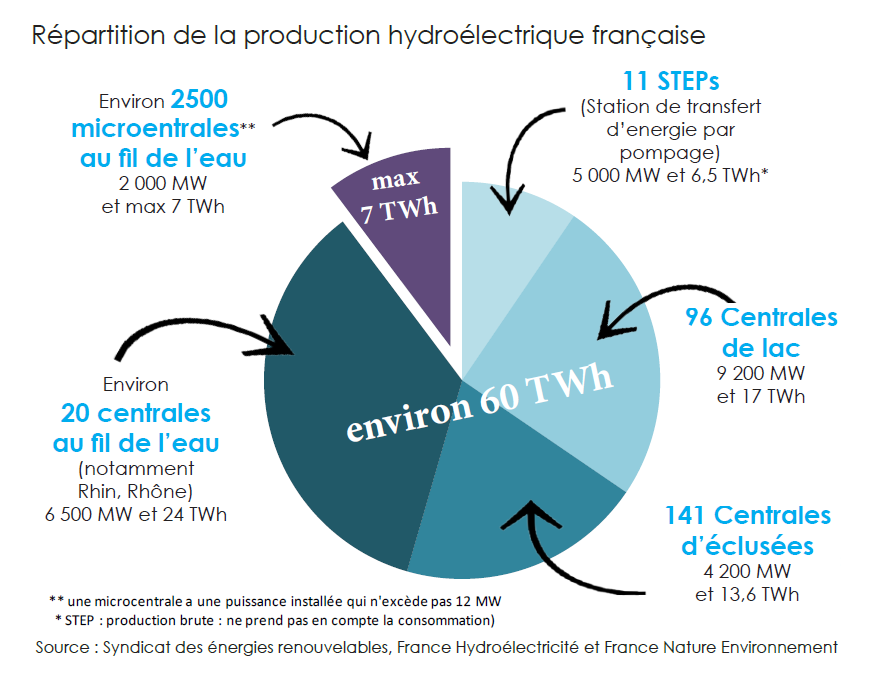 Répartition de la production hydroélectrique française
Environ 2500
microentrales**
au fil de l'eau
2 000 MW
et max 7 TWh
11 STEPs
(Station de transfert
d'energie par
pompage)
5 000 MW et 6,5 TWh*
max
7 TWh
96 Centrales
de lac
9 200 MW
et 17 TWh
environ 60 TWh
Environ
20 centrales
au fil de l'eau
(notamment
Rhin, Rhône)
6 500 MW et 24 TWh
141 Centrales
d'éclusées
4 200 MW
et 13,6 TWh
** une microcentrale a une puissance installée qui n'excède pas 12 MW
* STEP : production brute : ne prend pas en compte la consommation)
Source : Syndicat des énergies renouvelables, France Hydroélectricité et France Nature Environnement